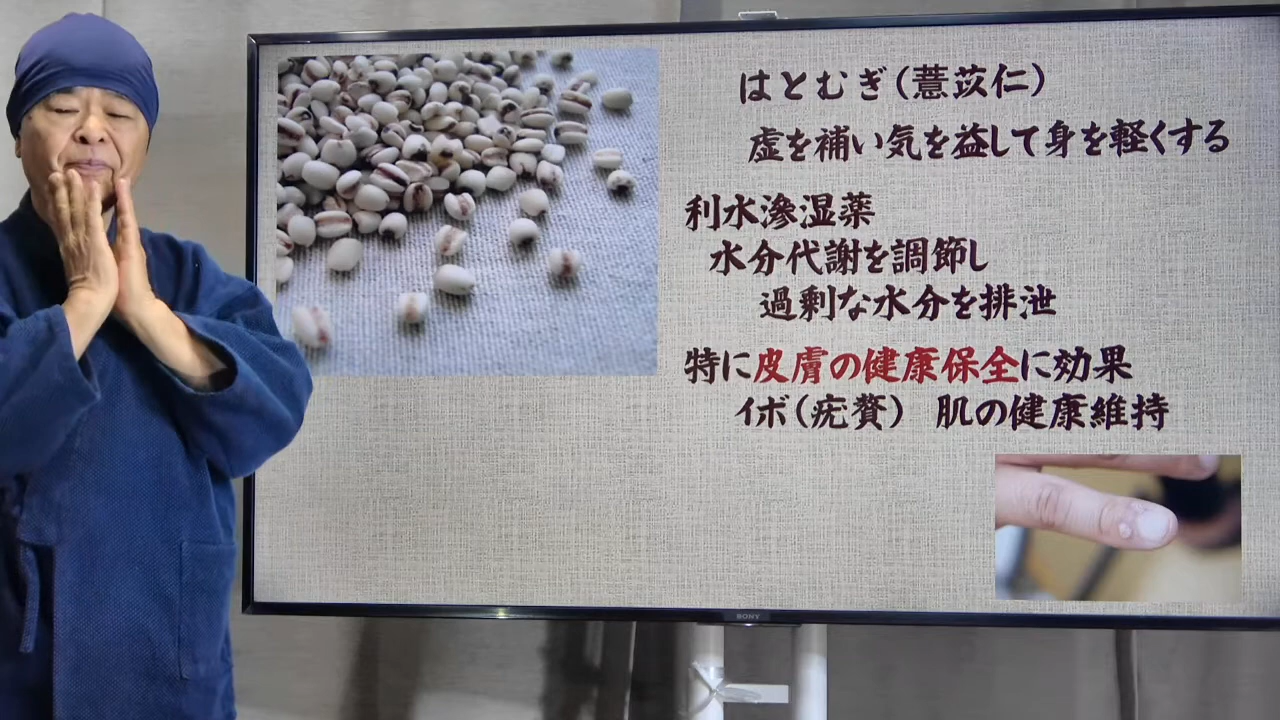 はとむぎ(薏苡仁)
虚を補い気を益して身を軽くする
利水滲湿薬
水分代謝を調節し
過剰な水分を排泄
特に皮膚の健康保全に効果
イボ(疣贅) 肌の健康維持
SONY